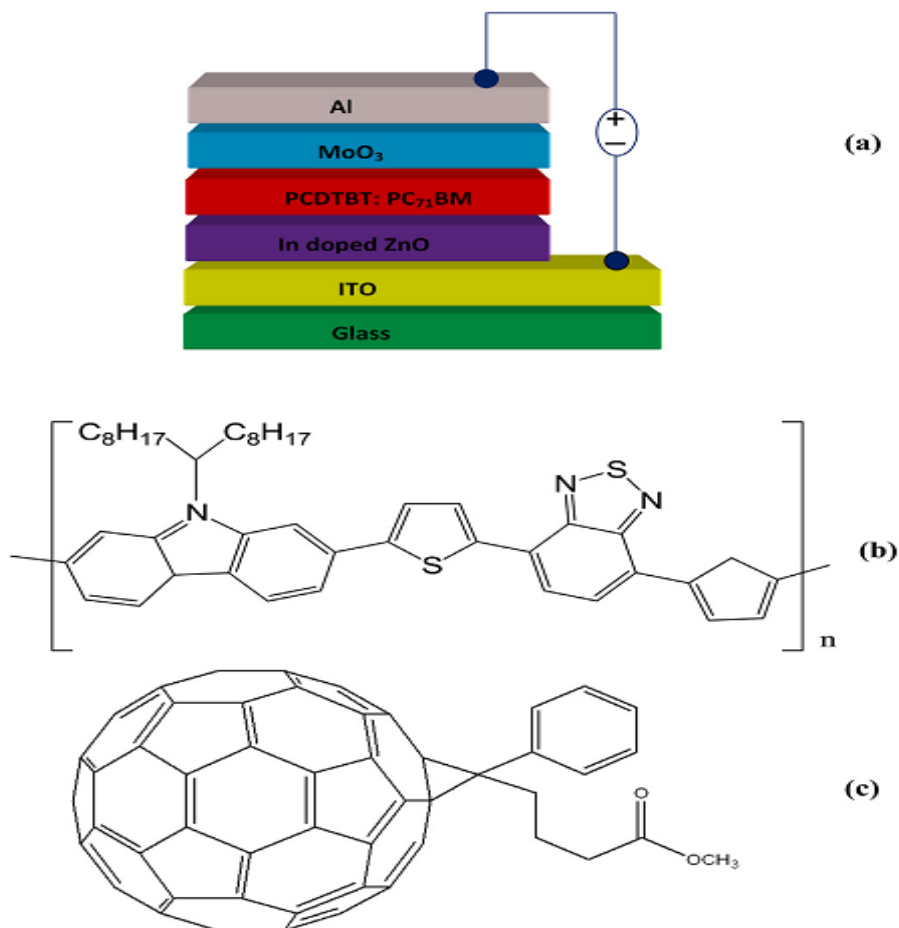 Al
+
−
MoO₃
(a)
PCDTBT: PC₇₁BM
In doped ZnO
ITO
Glass
C₈H₁₇ C₈H₁₇
S
N N
N
S
(b)
n
(c)
O
OCH₃